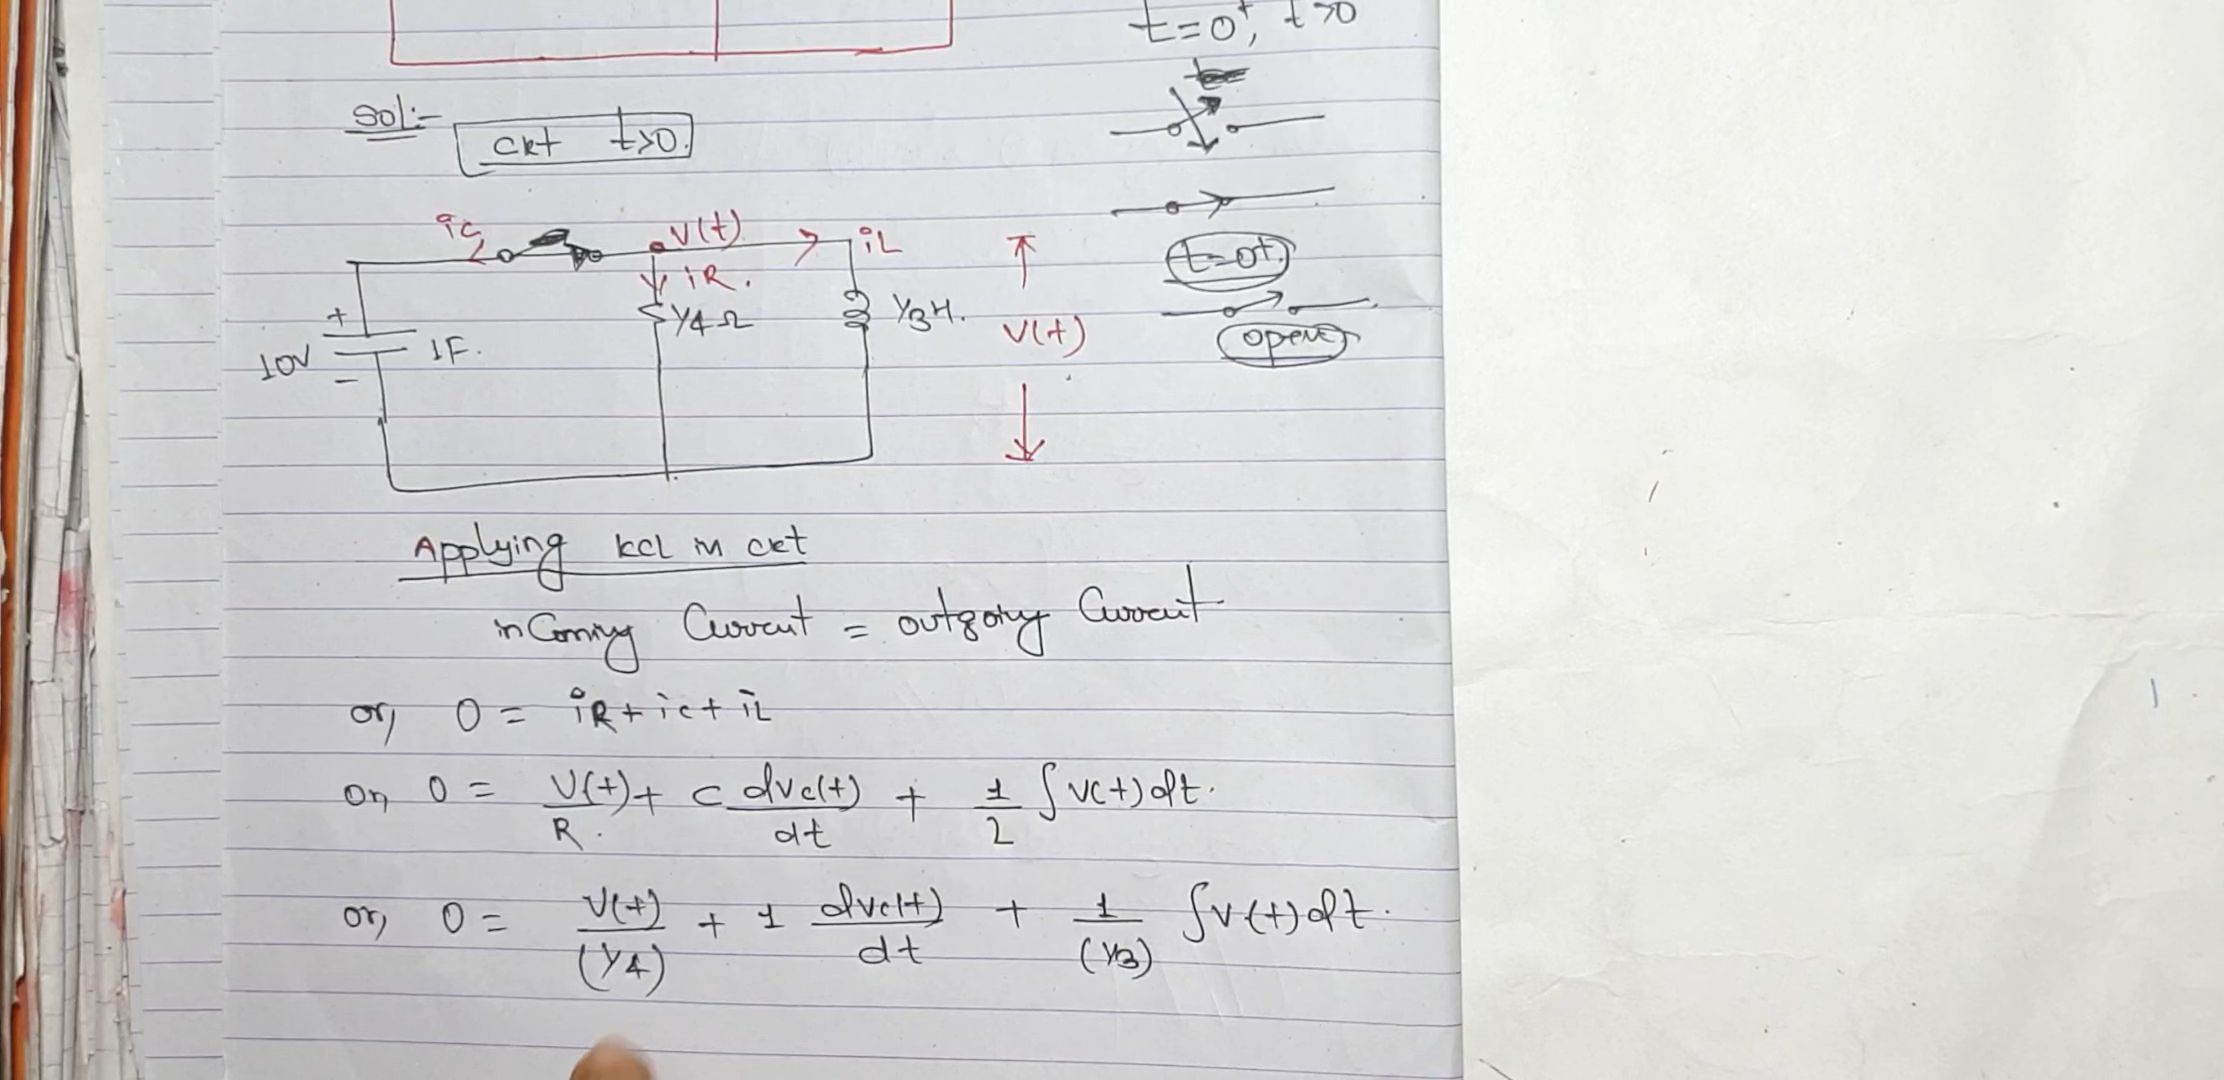 t=0⁺, t>0
Sol:-
ckt t>0.
ic
V(t)
iL
iR.
+
10V
-
1F.
1/4Ω
1/3H.
V(t)
t=0+.
open
Applying kcl in ckt
inComing Current = outgoing Current
or, 0 = iR + ic + iL
or, 0 = V(t)/R. + C dvc(t)/dt + 1/L ∫v(t)dt.
or, 0 = V(t)/(1/4) + 1 dvc(t)/dt + 1/(1/3) ∫v(t)dt.